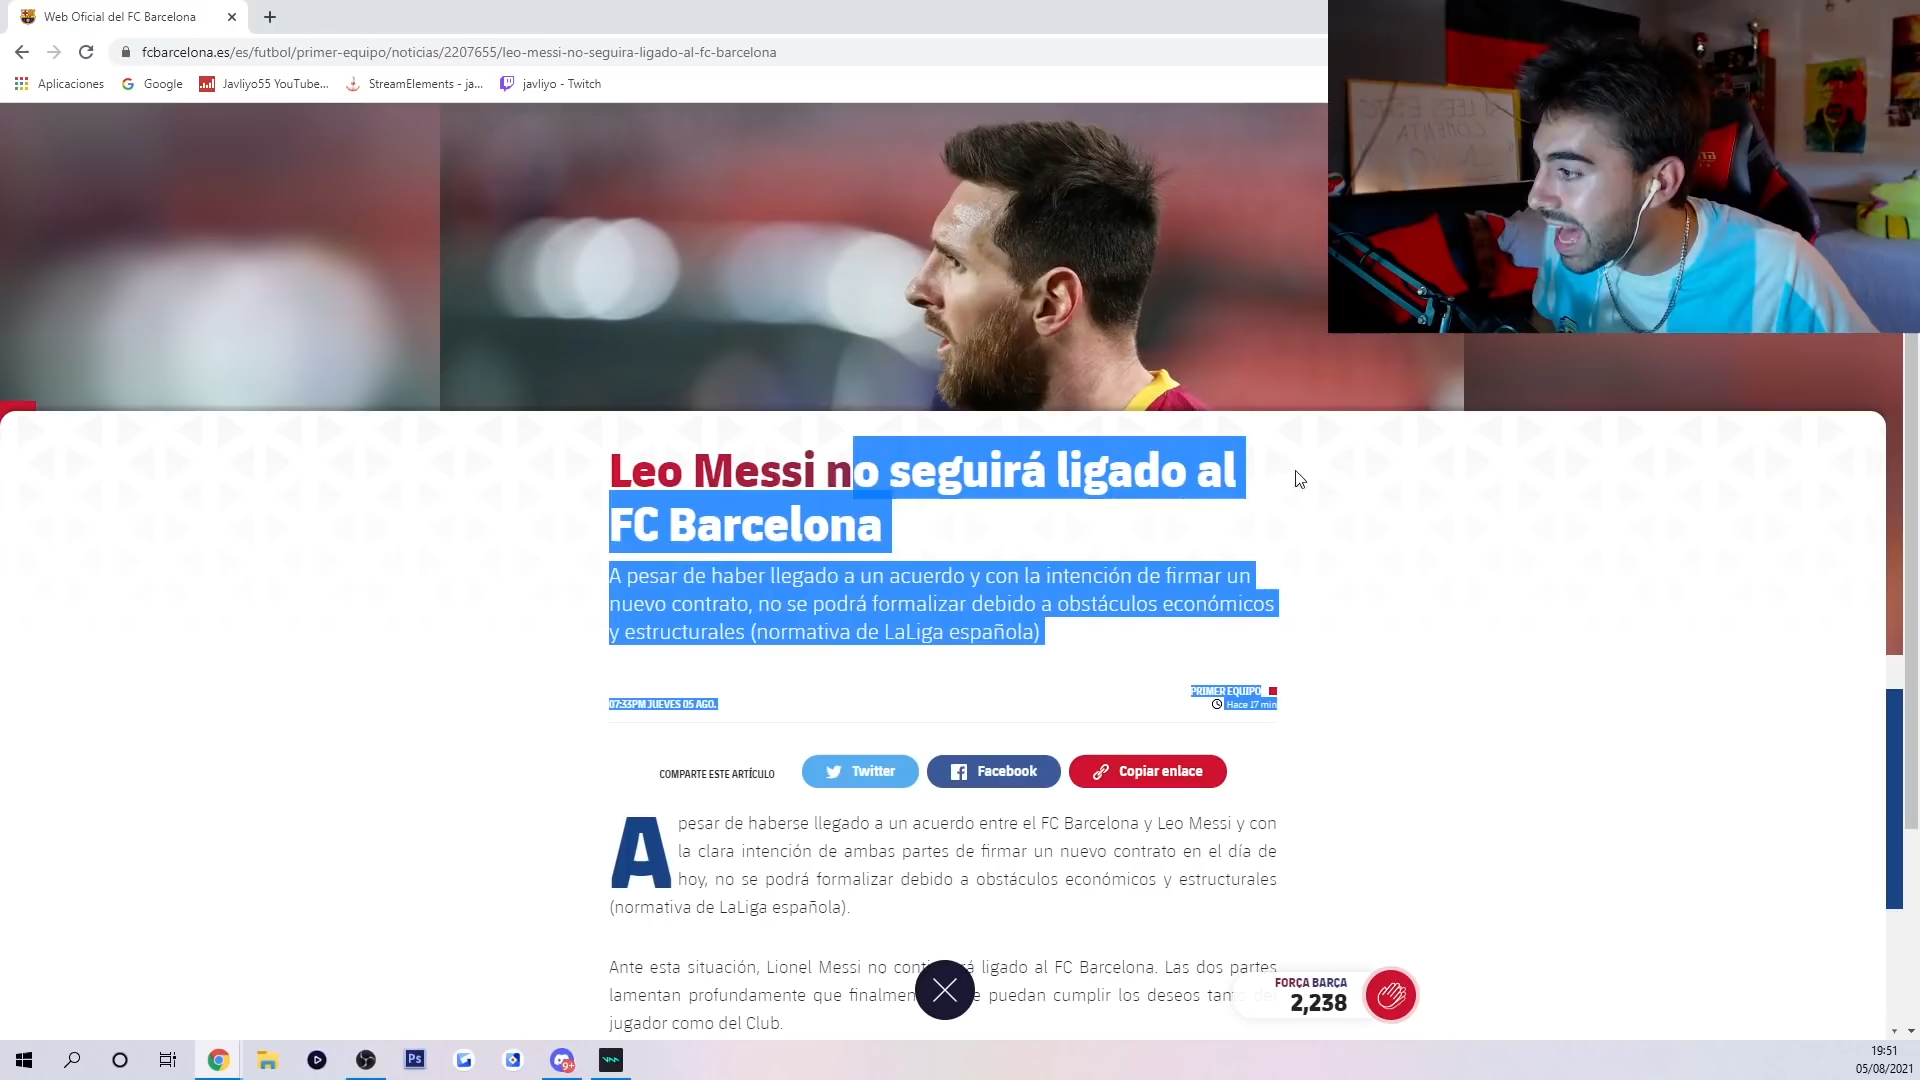 Web Oficial del FC Barcelona
fcbarcelona.es/es/futbol/primer-equipo/noticias/2207655/leo-messi-no-seguira-ligado-al-fc-barcelona
Aplicaciones
Google
Javliyo55 YouTube...
StreamElements - ja...
javliyo - Twitch
Leo Messi no seguirá ligado al
FC Barcelona
A pesar de haber llegado a un acuerdo y con la intención de firmar un
nuevo contrato, no se podrá formalizar debido a obstáculos económicos
y estructurales (normativa de LaLiga española)
PRIMER EQUIPO
07:33PM JUEVES 05 AGO.
Hace 17 min
COMPARTE ESTE ARTÍCULO
Twitter
Facebook
Copiar enlace
A pesar de haberse llegado a un acuerdo entre el FC Barcelona y Leo Messi y con
la clara intención de ambas partes de firmar un nuevo contrato en el día de
hoy, no se podrá formalizar debido a obstáculos económicos y estructurales
(normativa de LaLiga española).
Ante esta situación, Lionel Messi no ligado al FC Barcelona. Las dos partes
lamentan profundamente que puedan cumplir los deseos del
jugador como del Club.
FORÇA BARÇA
2,238
Ps
9+
19:51
05/08/2021